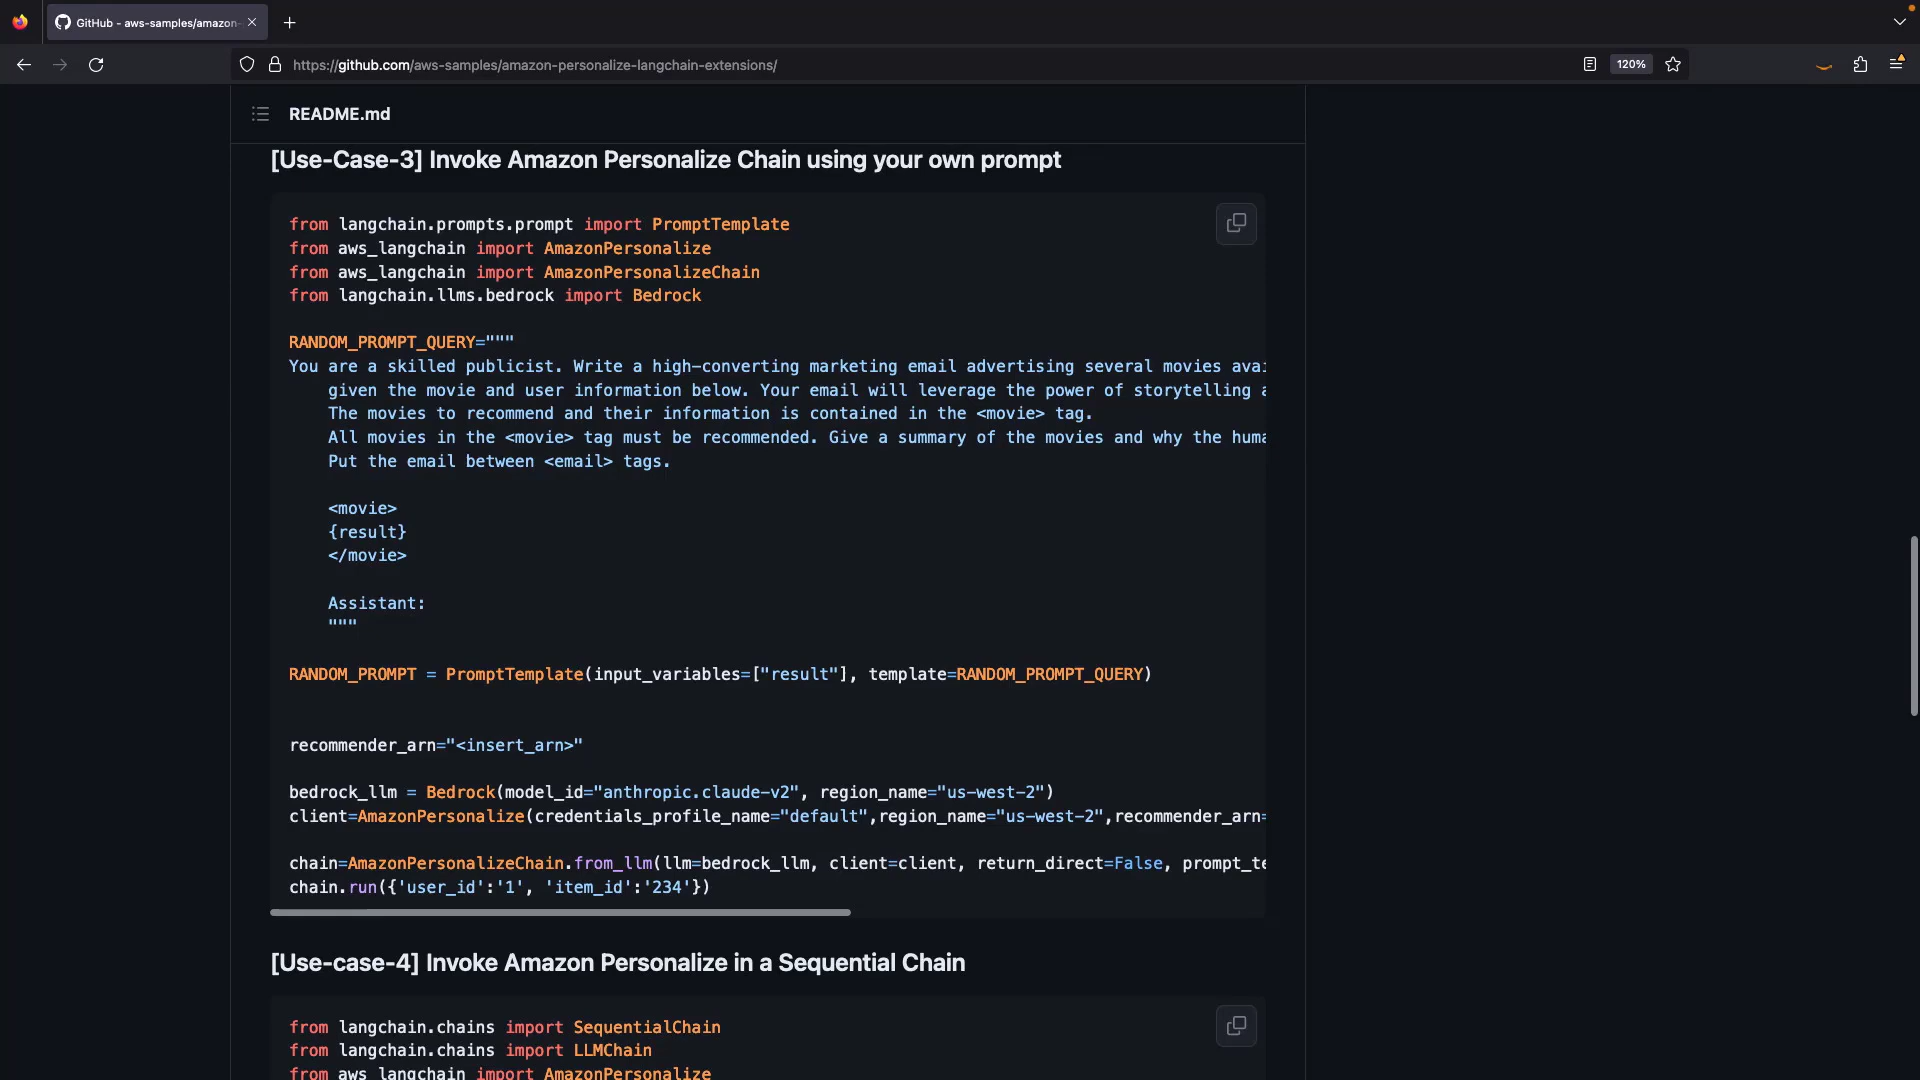 GitHub - aws-samples/amazon-
https://github.com/aws-samples/amazon-personalize-langchain-extensions/
120%
README.md
[Use-Case-3] Invoke Amazon Personalize Chain using your own prompt
from langchain.prompts.prompt import PromptTemplate
from aws_langchain import AmazonPersonalize
from aws_langchain import AmazonPersonalizeChain
from langchain.llms.bedrock import Bedrock
RANDOM_PROMPT_QUERY="""
You are a skilled publicist. Write a high-converting marketing email advertising several movies avai
given the movie and user information below. Your email will leverage the power of storytelling a
The movies to recommend and their information is contained in the <movie> tag.
All movies in the <movie> tag must be recommended. Give a summary of the movies and why the huma
Put the email between <email> tags.
<movie>
{result}
</movie>
Assistant:
"""
RANDOM_PROMPT = PromptTemplate(input_variables=["result"], template=RANDOM_PROMPT_QUERY)
recommender_arn="<insert_arn>"
bedrock_llm = Bedrock(model_id="anthropic.claude-v2", region_name="us-west-2")
client=AmazonPersonalize(credentials_profile_name="default",region_name="us-west-2",recommender_arn=
chain=AmazonPersonalizeChain.from_llm(llm=bedrock_llm, client=client, return_direct=False, prompt_te
chain.run({'user_id':'1', 'item_id':'234'})
[Use-case-4] Invoke Amazon Personalize in a Sequential Chain
from langchain.chains import SequentialChain
from langchain.chains import LLMChain
from aws_langchain import AmazonPersonalize